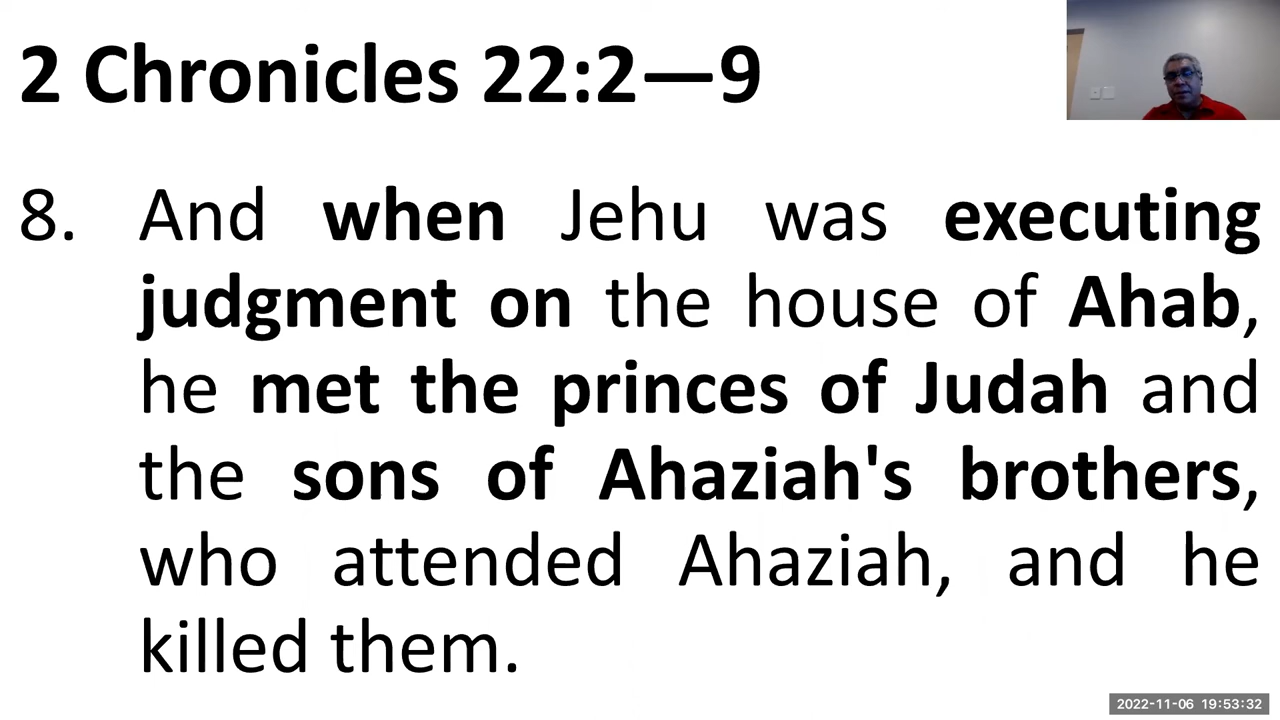 2 Chronicles 22:2—9
8. And when Jehu was executing
judgment on the house of Ahab,
he met the princes of Judah and
the sons of Ahaziah's brothers,
who attended Ahaziah, and he
killed them.
2022-11-06 19:53:32